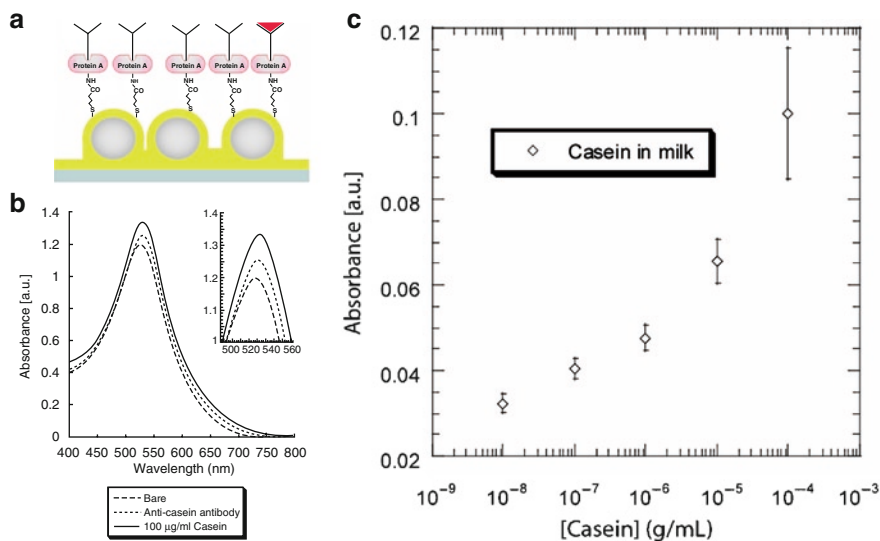 a
Protein A Protein A Protein A Protein A Protein A
NH NH NH NH NH
CO CO CO CO CO
S S S S S
b
Absorbance [a.u.]
1.4
1.2
1.0
0.8
0.6
0.4
0.2
0
400 450 500 550 600 650 700 750 800
Wavelength (nm)
1.4
1.3
1.2
1.1
1
500 520 540 560
Bare
Anti-casein antibody
100 μg/ml Casein
c
Absorbance [a.u.]
0.12
0.1
0.08
0.06
0.04
0.02
Casein in milk
10⁻⁹ 10⁻⁸ 10⁻⁷ 10⁻⁶ 10⁻⁵ 10⁻⁴ 10⁻³
[Casein] (g/mL)